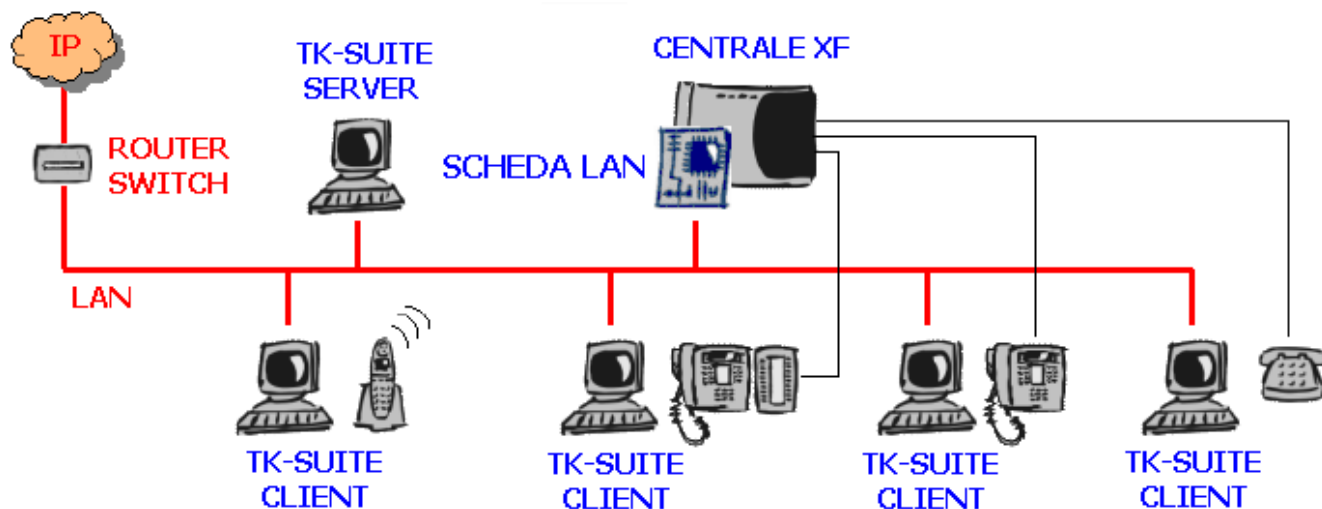 IP
TK-SUITE
SERVER
CENTRALE XF
ROUTER
SWITCH
SCHEDA LAN
LAN
TK-SUITE
CLIENT
TK-SUITE
CLIENT
TK-SUITE
CLIENT
TK-SUITE
CLIENT